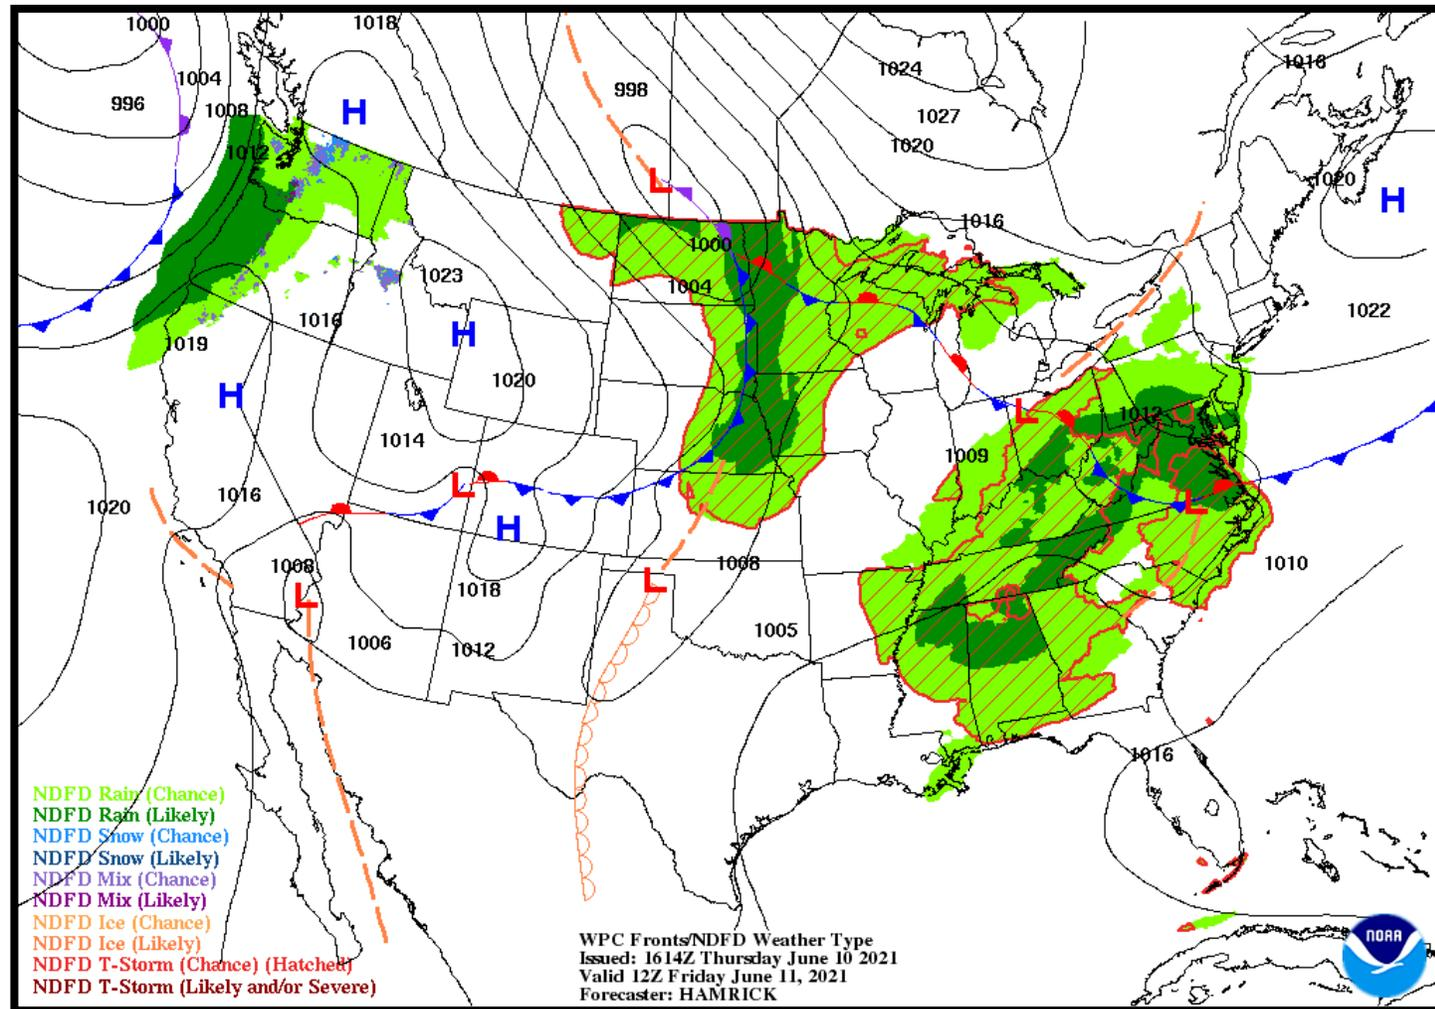 1000
1018
1004
996
1008
1012
H
998
1024
1027
1020
1016
1020
H
L
1016
1000
1004
1023
1016
H
1019
1020
H
1022
1014
1012
L
1009
1016
L
H
L
1020
1008
L
1018
1008
L
1010
1006
1012
1005
1016
NDFD Rain (Chance)
NDFD Rain (Likely)
NDFD Snow (Chance)
NDFD Snow (Likely)
NDFD Mix (Chance)
NDFD Mix (Likely)
NDFD Ice (Chance)
NDFD Ice (Likely)
NDFD T-Storm (Chance) (Hatched)
NDFD T-Storm (Likely and/or Severe)
WPC Fronts/NDFD Weather Type
Issued: 1614Z Thursday June 10 2021
Valid 12Z Friday June 11, 2021
Forecaster: HAMRICK
NOAA